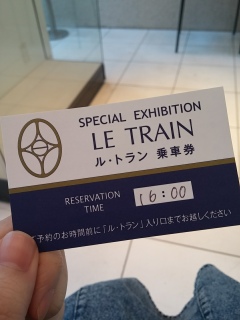 SPECIAL EXHIBITION
LE TRAIN
ル・トラン 乗車券
RESERVATION
TIME
16:00
ご予約のお時間前に「ル・トラン」入り口までお越しください